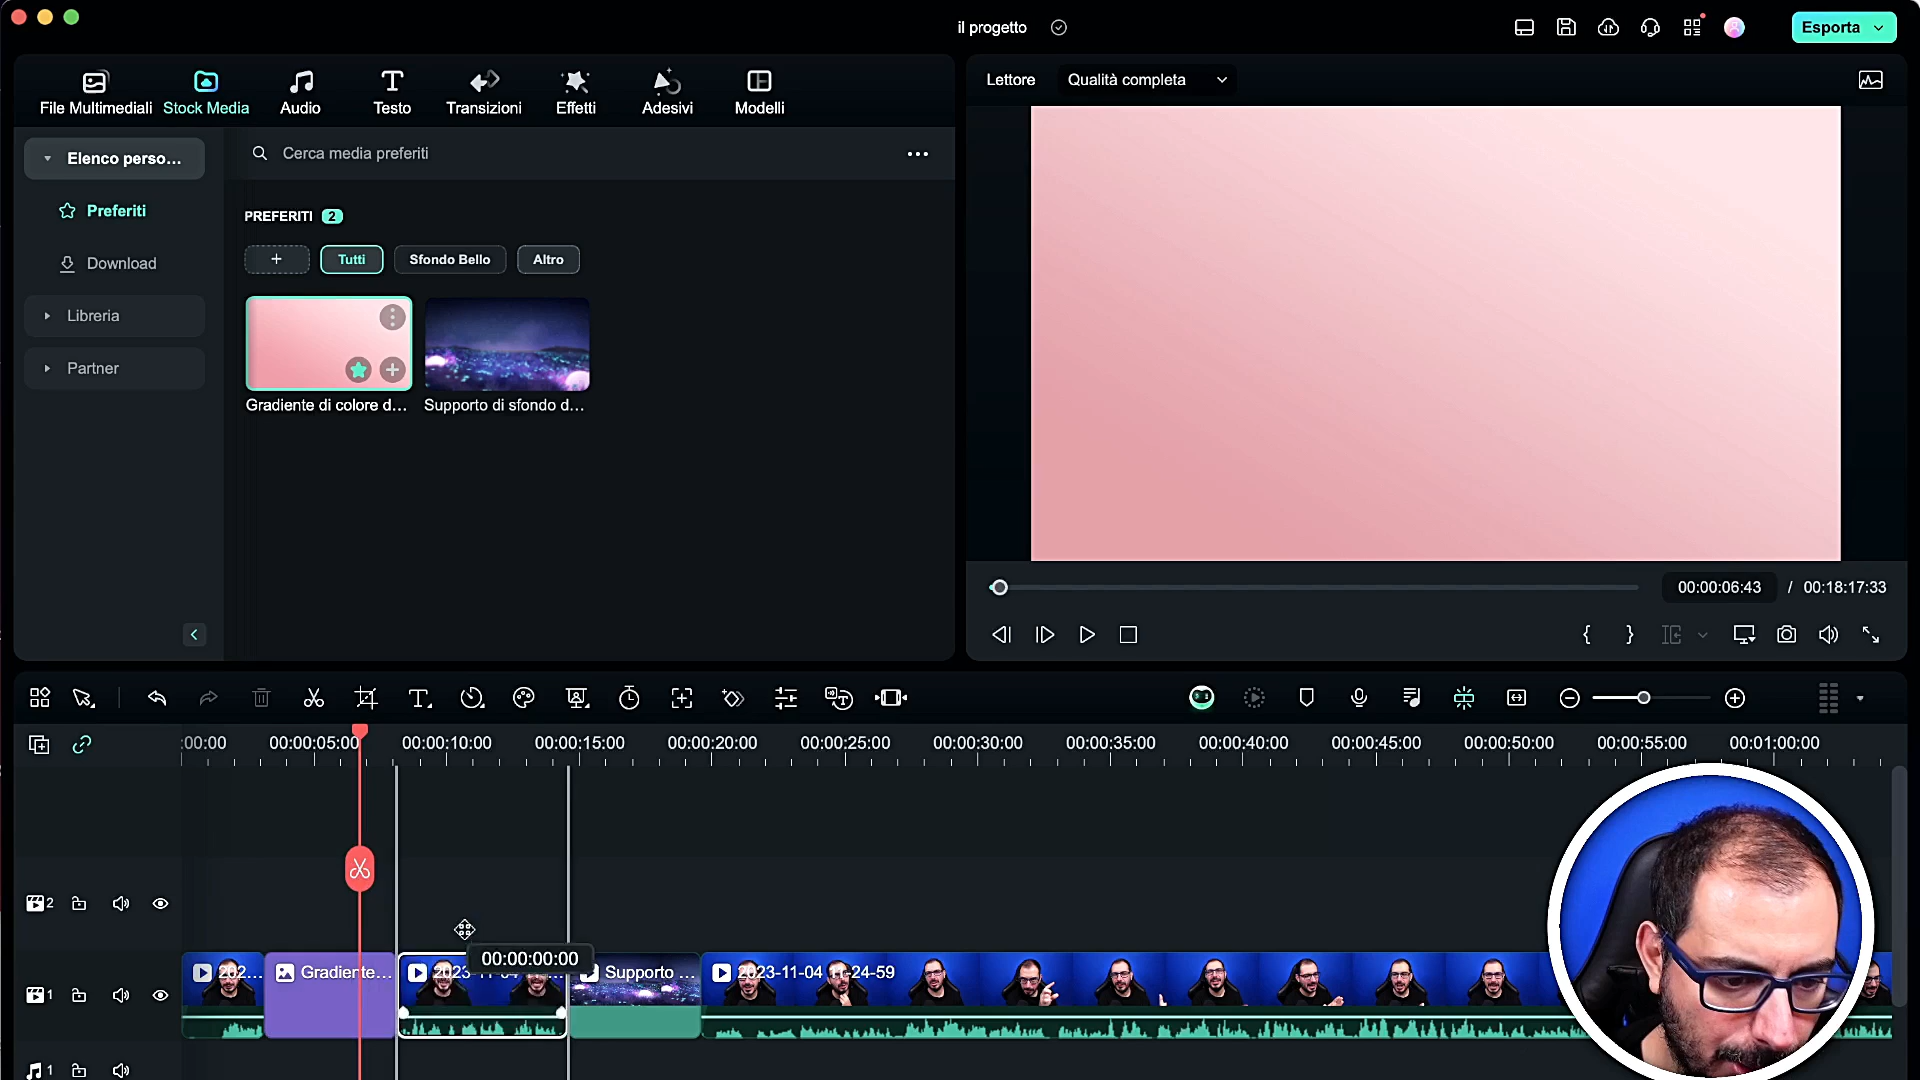 il progetto
Esporta
File Multimediali
Stock Media
Audio
Testo
Transizioni
Effetti
Adesivi
Modelli
Lettore
Qualità completa
Elenco perso...
Preferiti
Download
Libreria
Partner
Cerca media preferiti
PREFERITI 2
+
Tutti
Sfondo Bello
Altro
Gradiente di colore d...
Supporto di sfondo d...
00:00:06:43 / 00:18:17:33
:00:00
00:00:05:00
00:00:10:00
00:00:15:00
00:00:20:00
00:00:25:00
00:00:30:00
00:00:35:00
00:00:40:00
00:00:45:00
00:00:50:00
00:00:55:00
00:01:00:00
2
00:00:00:00
202...
Gradiente...
2023-11-04 ...
Supporto ...
2023-11-04 11-24-59
1
1